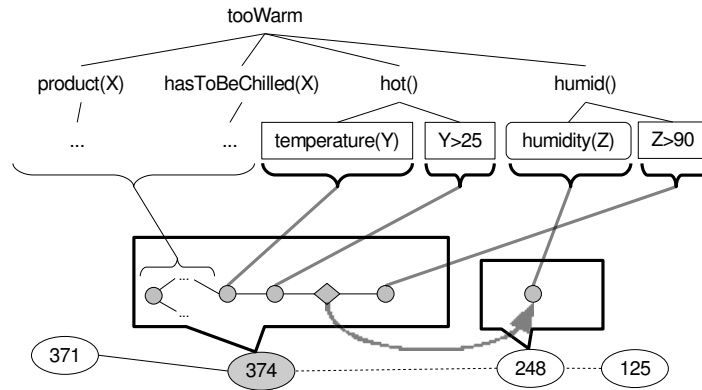 tooWarm
product(X) hasToBeChilled(X) hot() humid()
... ... temperature(Y) Y>25 humidity(Z) Z>90
...
...
371 374 248 125